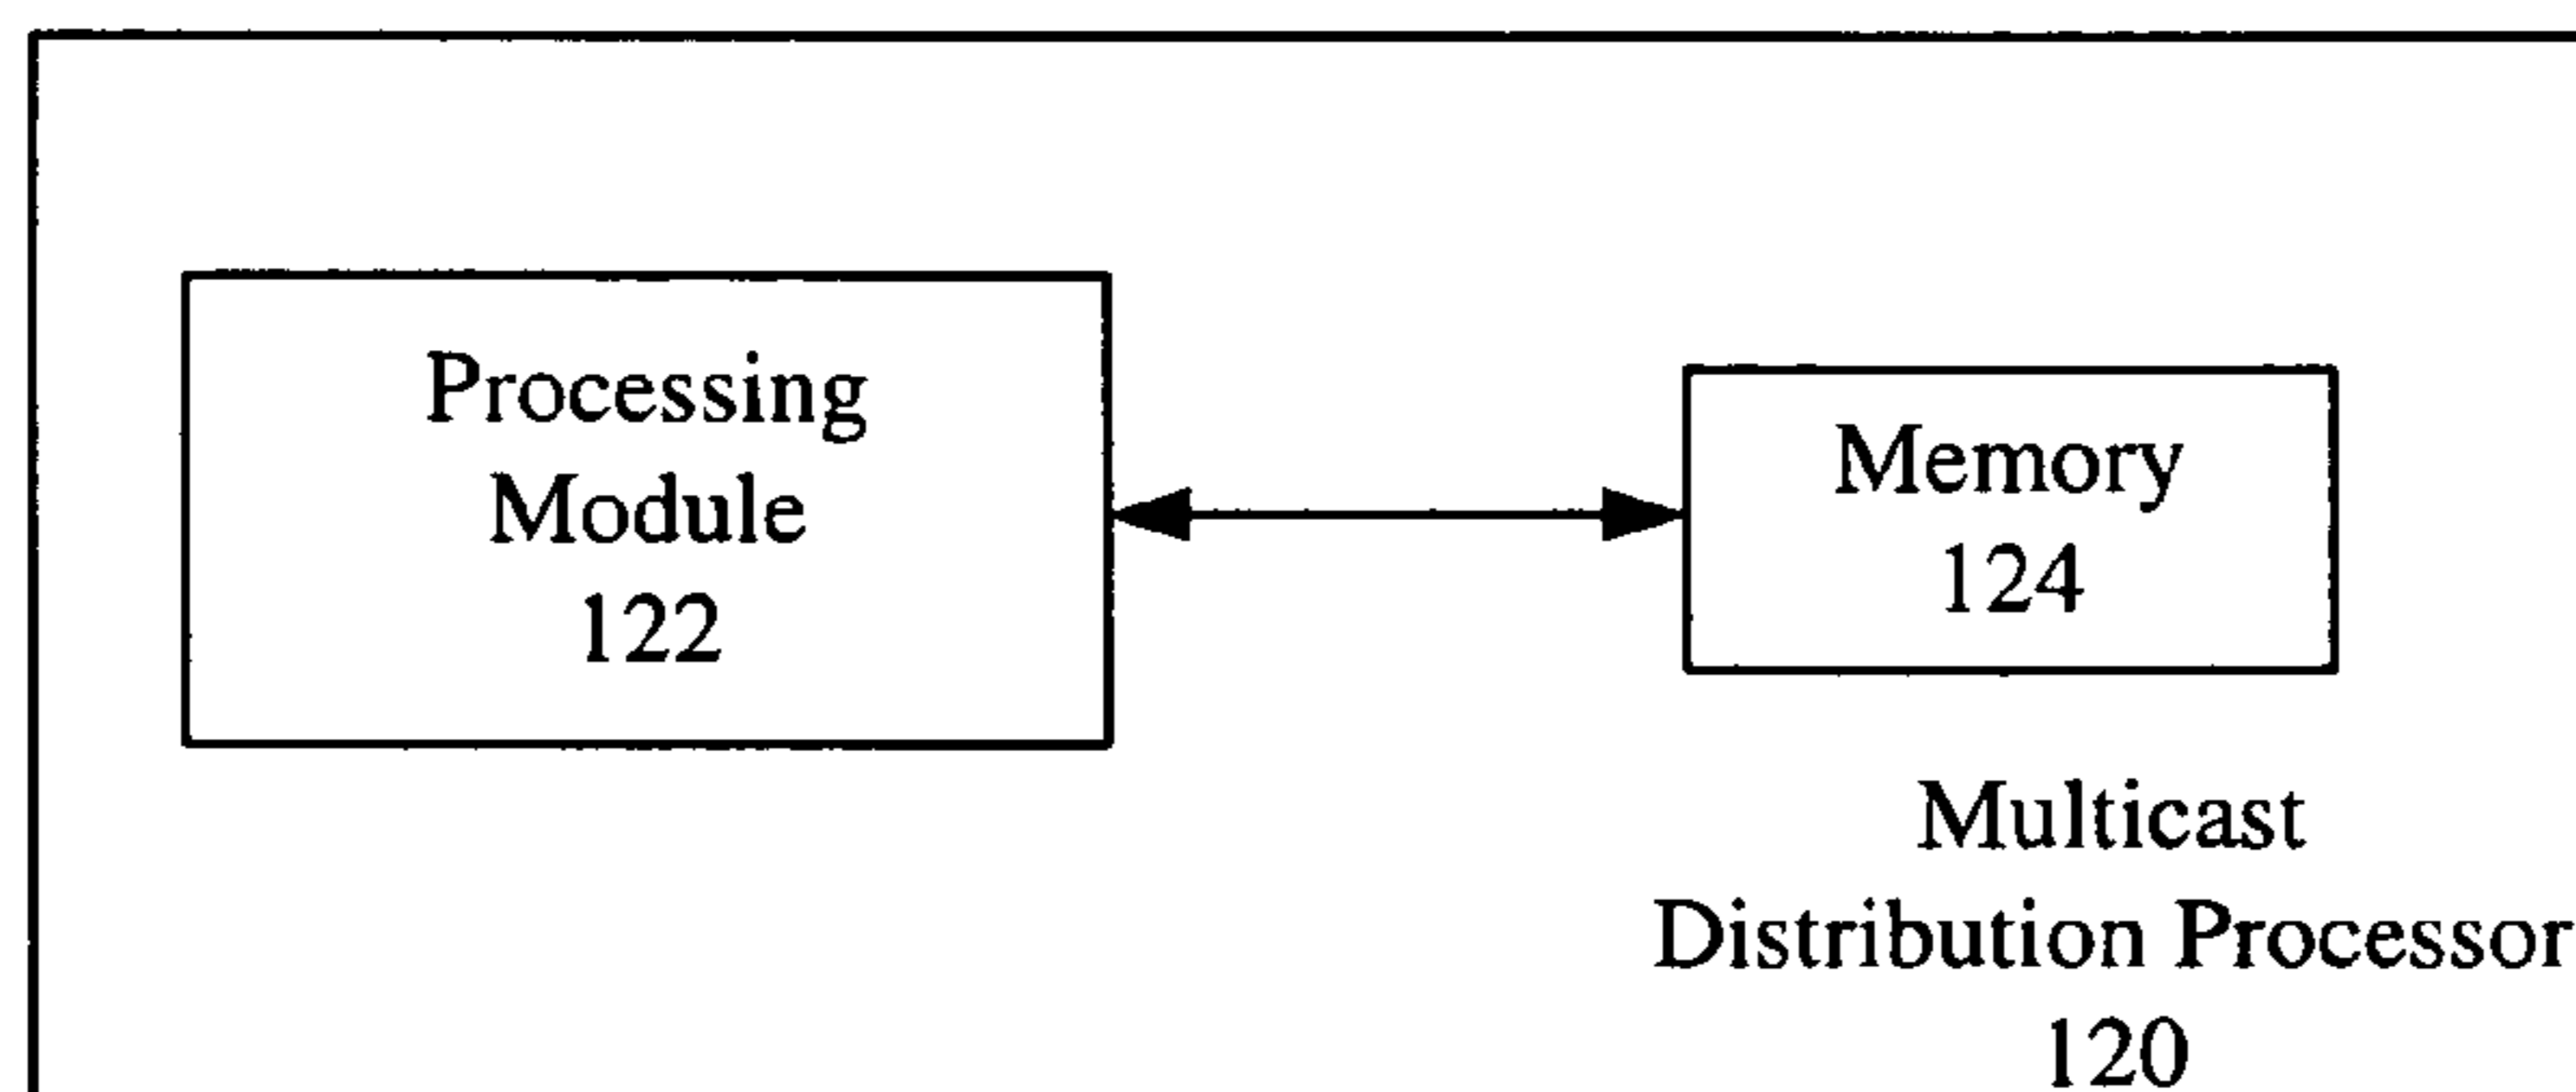 Processing
Module
122
Memory
124
Multicast
Distribution Processor
120